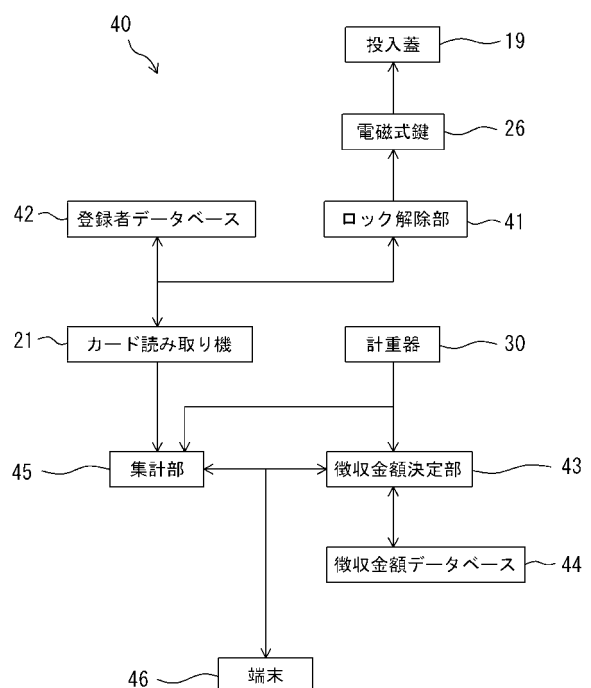 40
投入蓋 19
電磁式鍵 26
42 登録者データベース
ロック解除部 41
21 カード読み取り機
計重器 30
45 集計部
徴収金額決定部 43
徴収金額データベース 44
46 端末